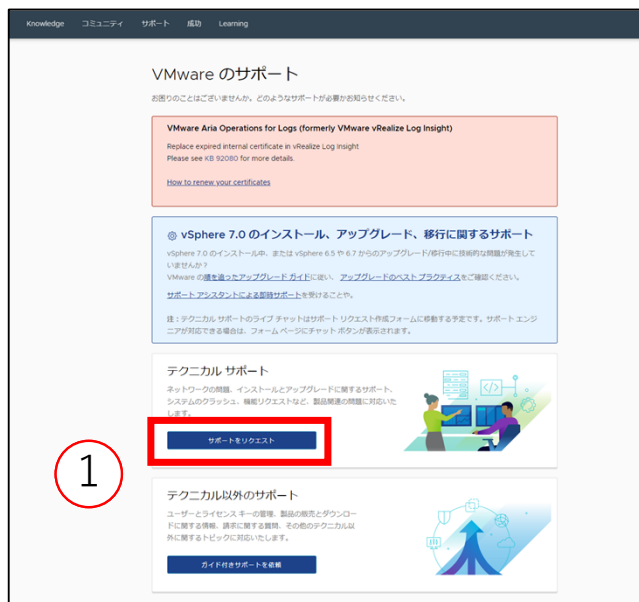 Knowledge コミュニティ サポート 成功 Learning
VMware のサポート
お困りのことはございませんか。どのようなサポートが必要かお知らせください。
VMware Aria Operations for Logs (formerly VMware vRealize Log Insight)
Replace expired internal certificate in vRealize Log Insight
Please see KB 92080 for more details.
How to renew your certificates
vSphere 7.0 のインストール、アップグレード、移行に関するサポート
vSphere 7.0 のインストール中、または vSphere 6.5 や 6.7 からのアップグレード/移行中に技術的な問題が発生して
いませんか？
VMware の順を追ったアップグレード ガイドに従い、 アップグレードのベスト プラクティスをご確認ください。
サポート アシスタントによる即時サポートを受けることや。
注：テクニカル サポートのライブ チャットはサポート リクエスト作成フォームに移動する予定です。サポート エンジ
ニアが対応できる場合は、フォーム ページにチャット ボタンが表示されます。
テクニカル サポート
ネットワークの問題、インストールとアップグレードに関するサポート、
システムのクラッシュ、機能リクエストなど、製品関連の問題に対応いた
します。
サポートをリクエスト
1
テクニカル以外のサポート
ユーザーとライセンス キーの管理、製品の販売とダウンロー
ドに関する情報、請求に関する質問、その他のテクニカル以
外に関するトピックに対応いたします。
ガイド付きサポートを依頼